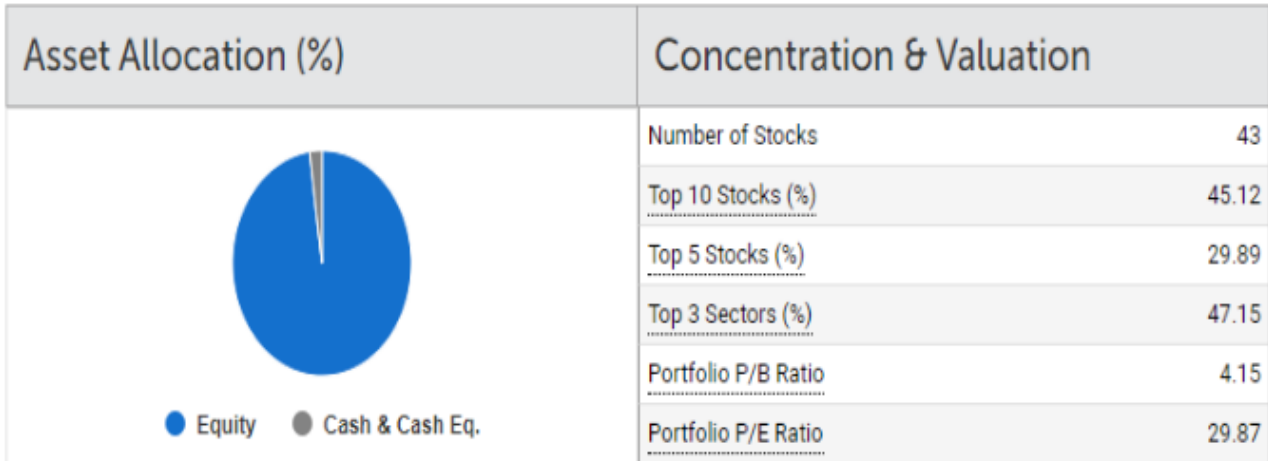 Asset Allocation (%)
Concentration & Valuation
Equity Cash & Cash Eq.
Number of Stocks 43
Top 10 Stocks (%) 45.12
Top 5 Stocks (%) 29.89
Top 3 Sectors (%) 47.15
Portfolio P/B Ratio 4.15
Portfolio P/E Ratio 29.87